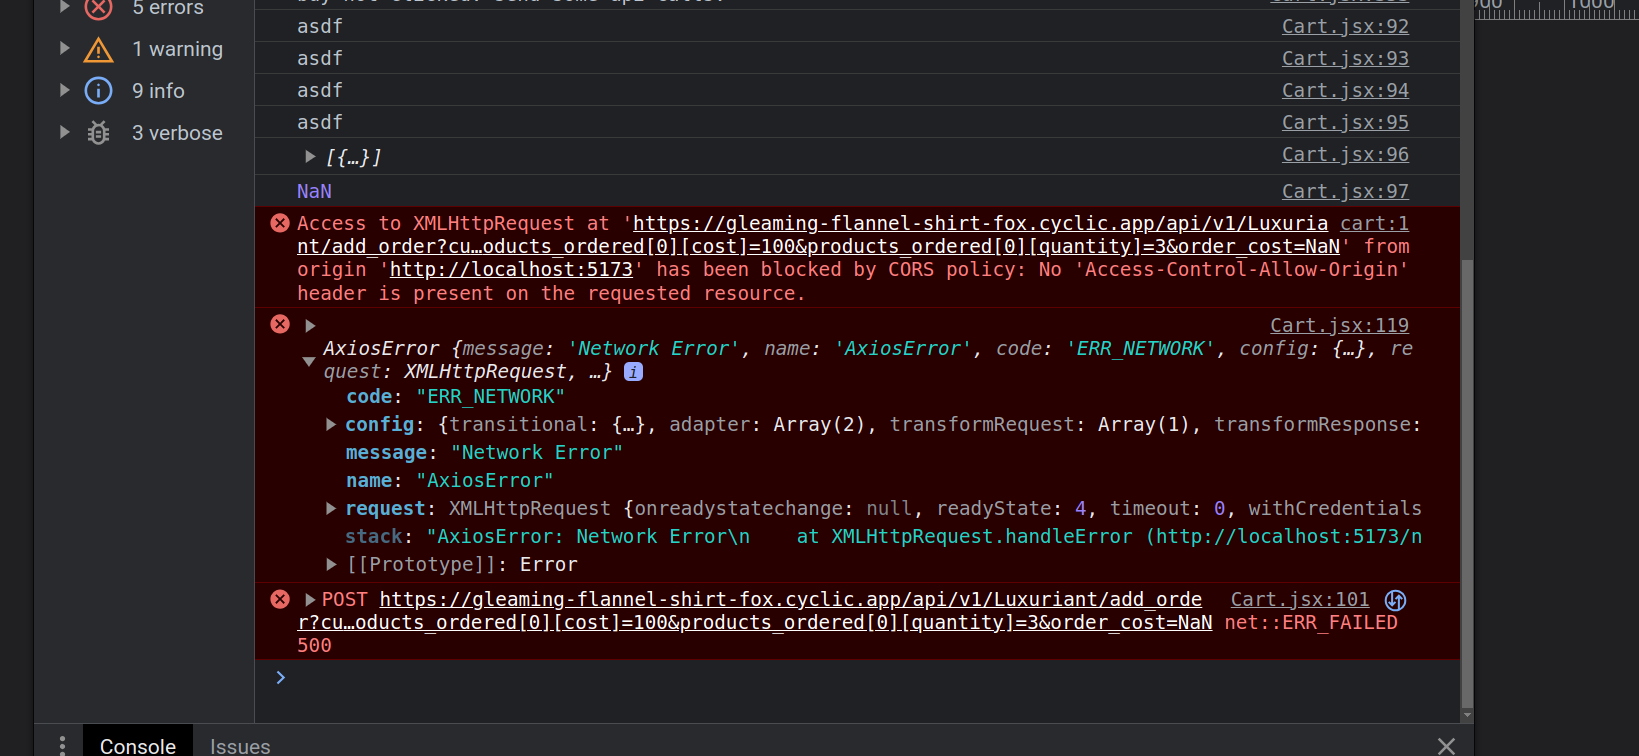 5 errors
1 warning
9 info
3 verbose
asdf Cart.jsx:92
asdf Cart.jsx:93
asdf Cart.jsx:94
asdf Cart.jsx:95
[{…}] Cart.jsx:96
NaN Cart.jsx:97
Access to XMLHttpRequest at 'https://gleaming-flannel-shirt-fox.cyclic.app/api/v1/Luxuria cart:1
nt/add_order?cu…oducts_ordered[0][cost]=100&products_ordered[0][quantity]=3&order_cost=NaN' from
origin 'http://localhost:5173' has been blocked by CORS policy: No 'Access-Control-Allow-Origin'
header is present on the requested resource.
Cart.jsx:119
AxiosError {message: 'Network Error', name: 'AxiosError', code: 'ERR_NETWORK', config: {…}, re
quest: XMLHttpRequest, …} i
code: "ERR_NETWORK"
config: {transitional: {…}, adapter: Array(2), transformRequest: Array(1), transformResponse:
message: "Network Error"
name: "AxiosError"
request: XMLHttpRequest {onreadystatechange: null, readyState: 4, timeout: 0, withCredentials
stack: "AxiosError: Network Error\n    at XMLHttpRequest.handleError (http://localhost:5173/n
[[Prototype]]: Error
POST https://gleaming-flannel-shirt-fox.cyclic.app/api/v1/Luxuriant/add_orde Cart.jsx:101
r?cu…oducts_ordered[0][cost]=100&products_ordered[0][quantity]=3&order_cost=NaN net::ERR_FAILED
500
Console Issues